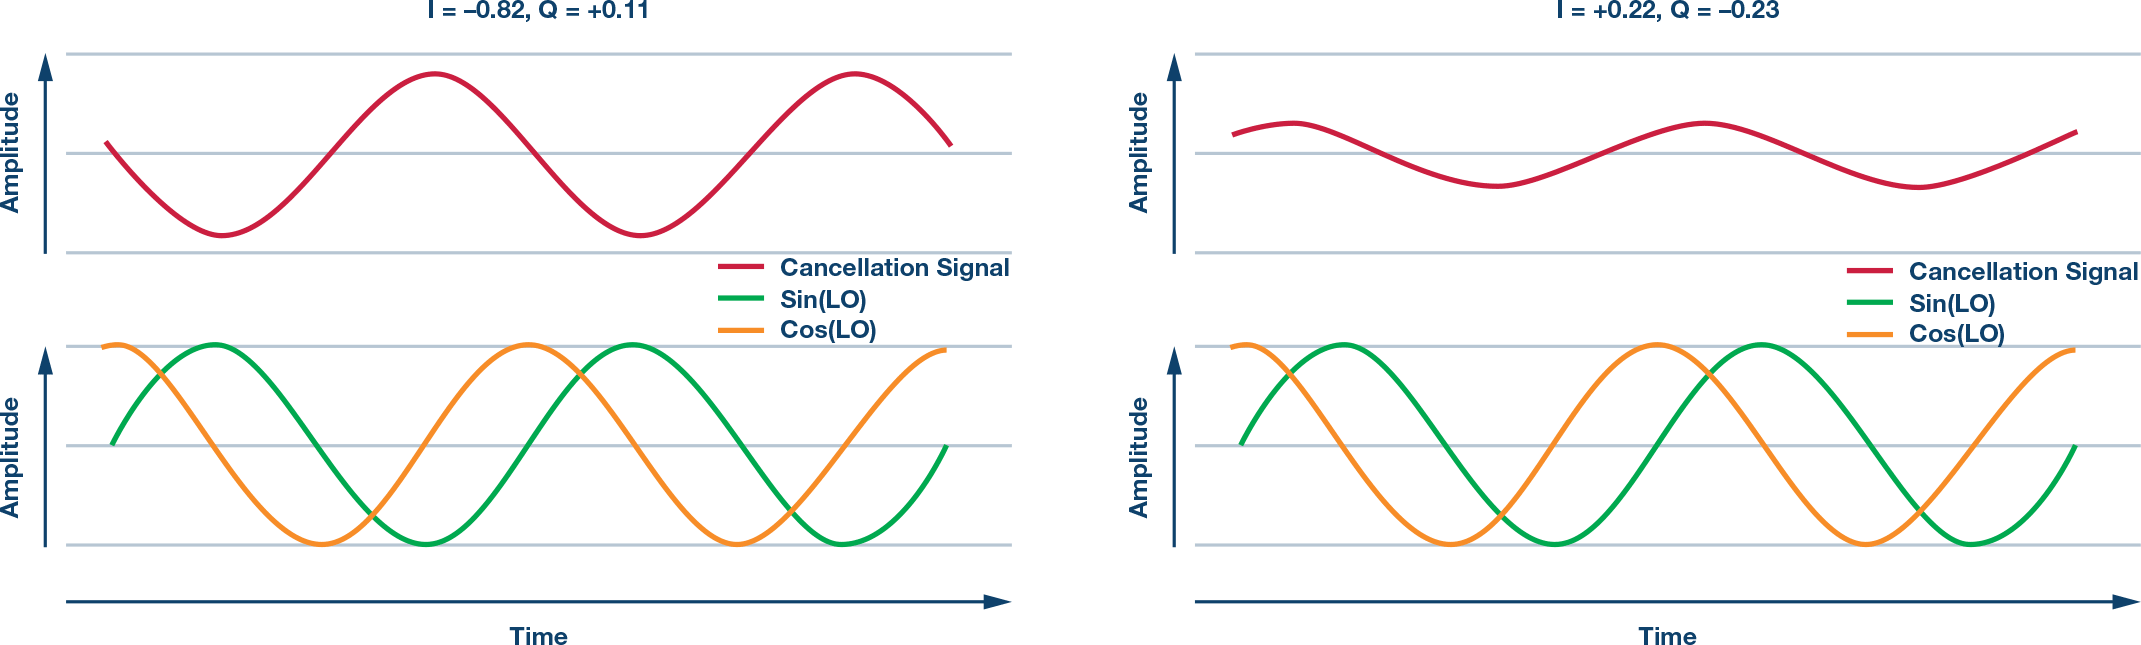 I = –0.82, Q = +0.11
Amplitude
Cancellation Signal
Sin(LO)
Cos(LO)
Amplitude
Time
I = +0.22, Q = –0.23
Amplitude
Cancellation Signal
Sin(LO)
Cos(LO)
Amplitude
Time